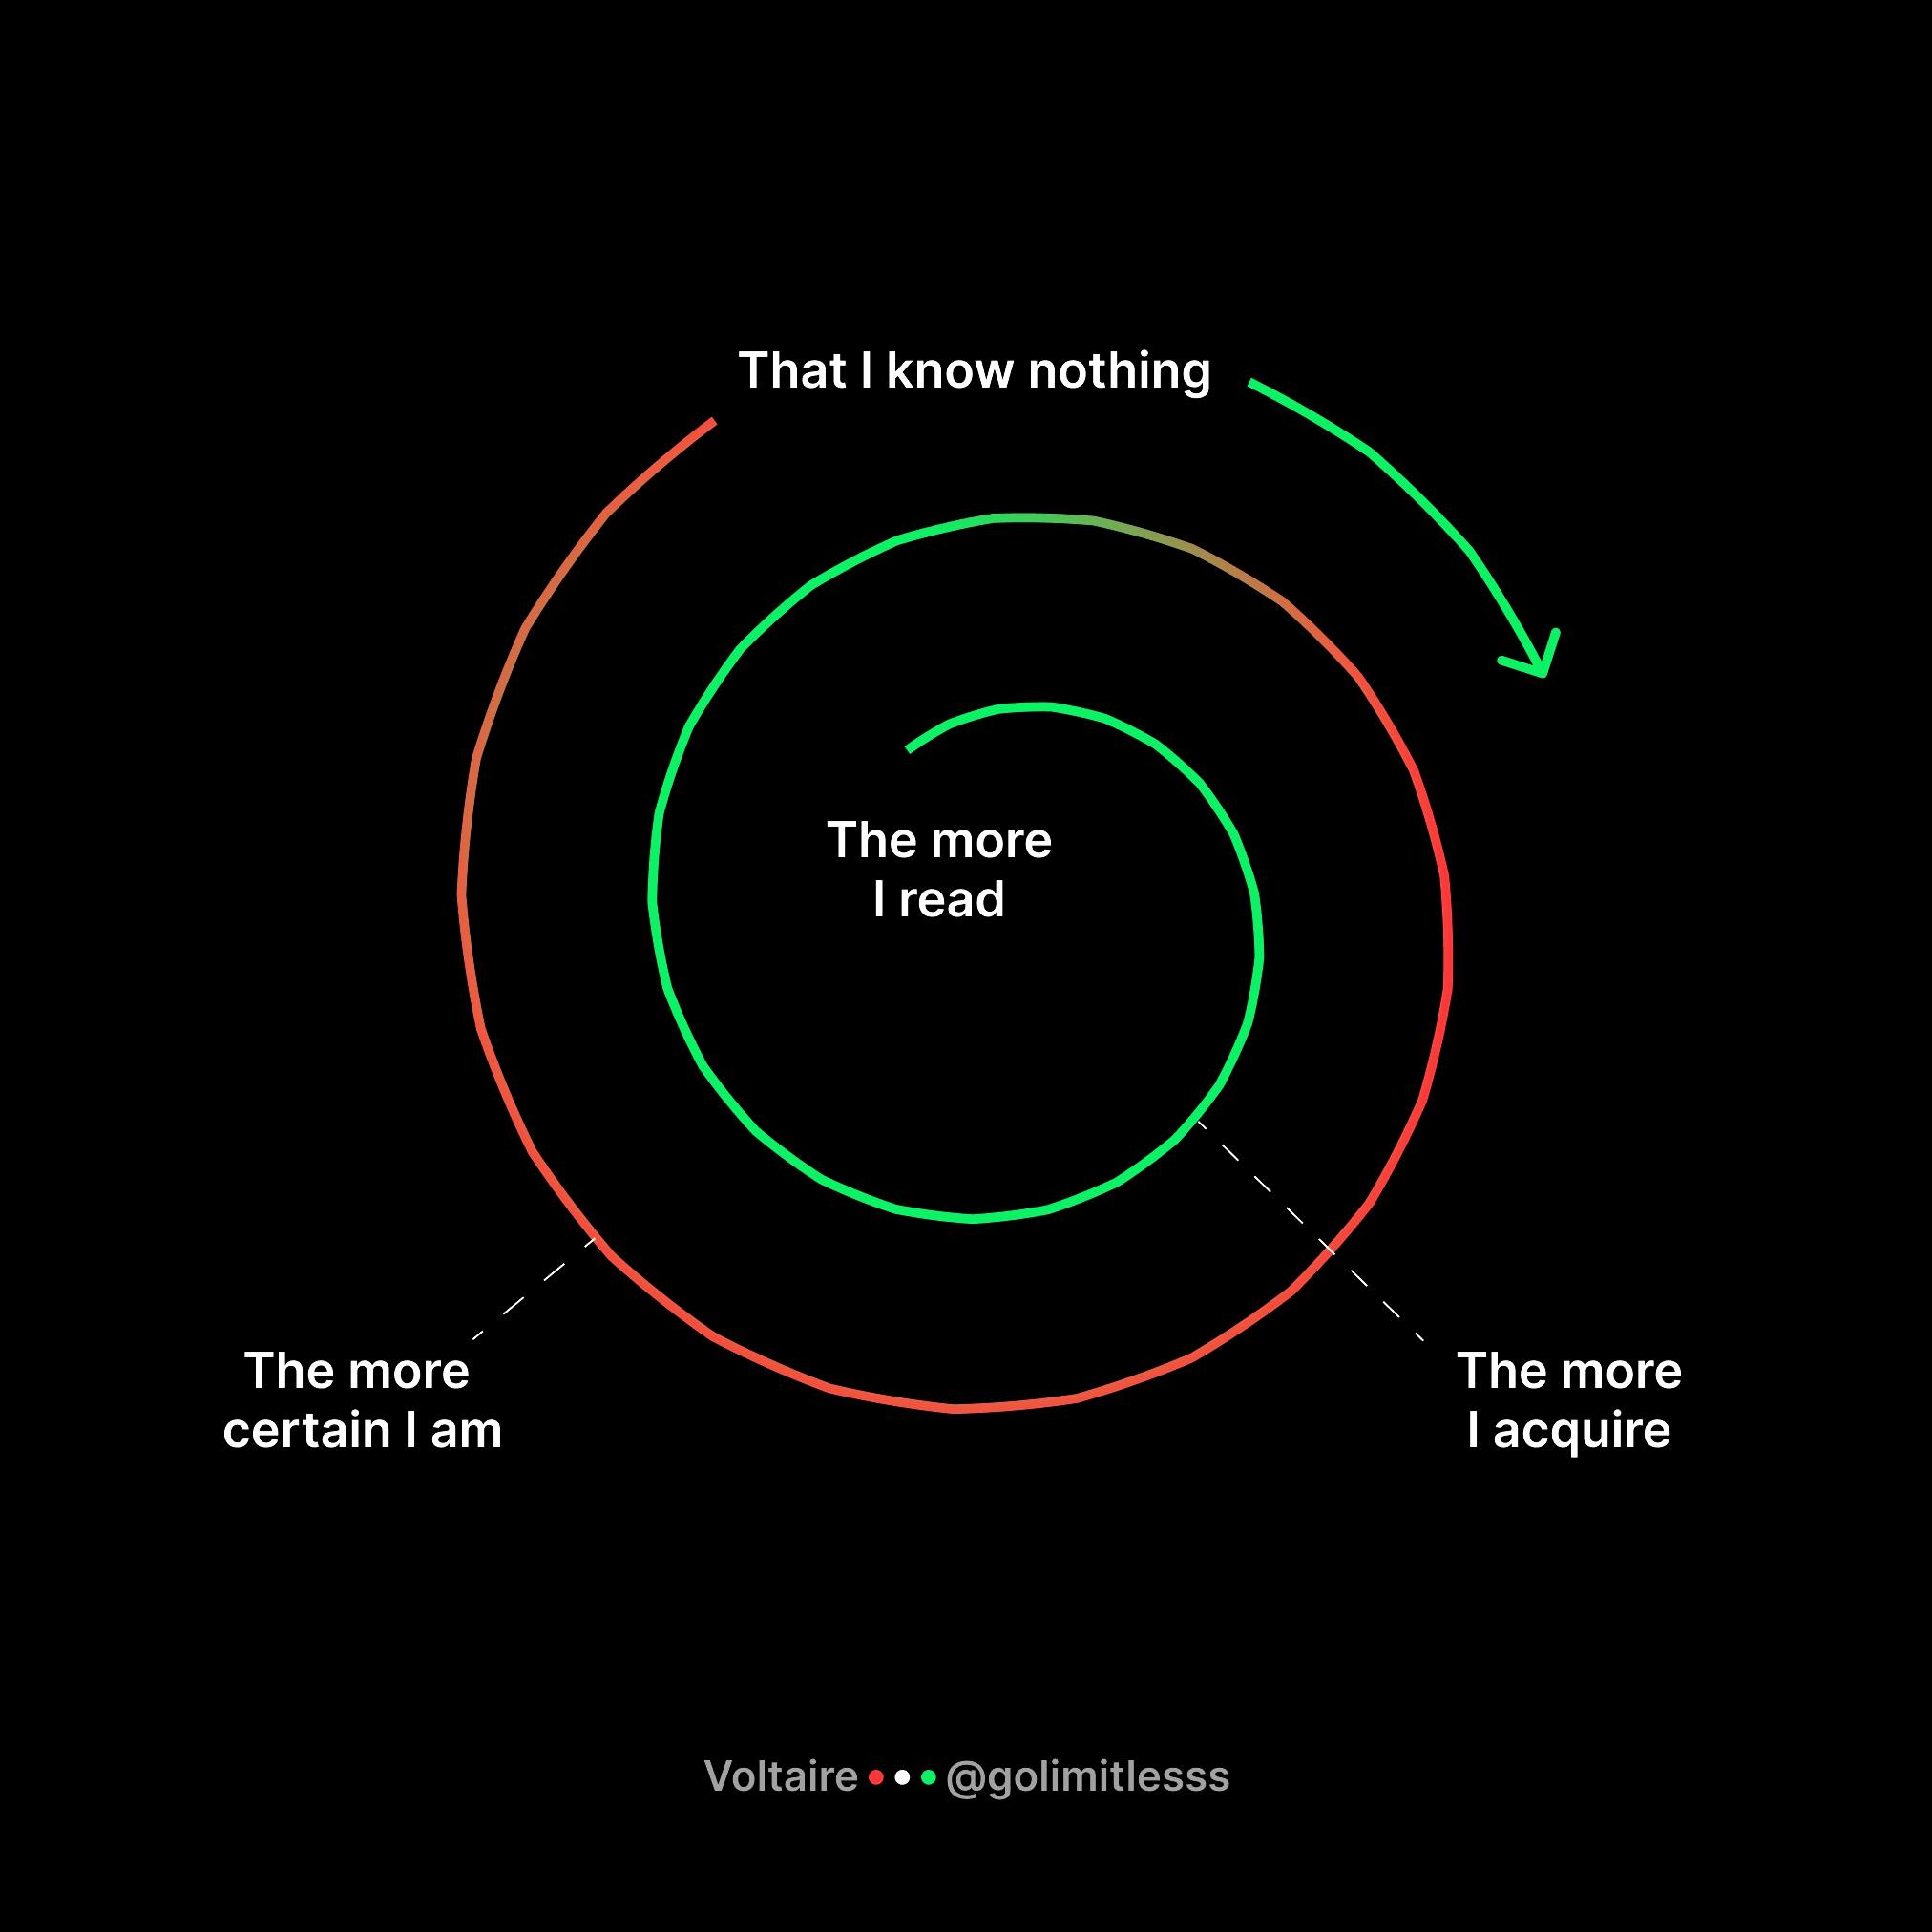 That I know nothing
The more
I read
The more
certain I am
The more
I acquire
Voltaire @golimitlesss